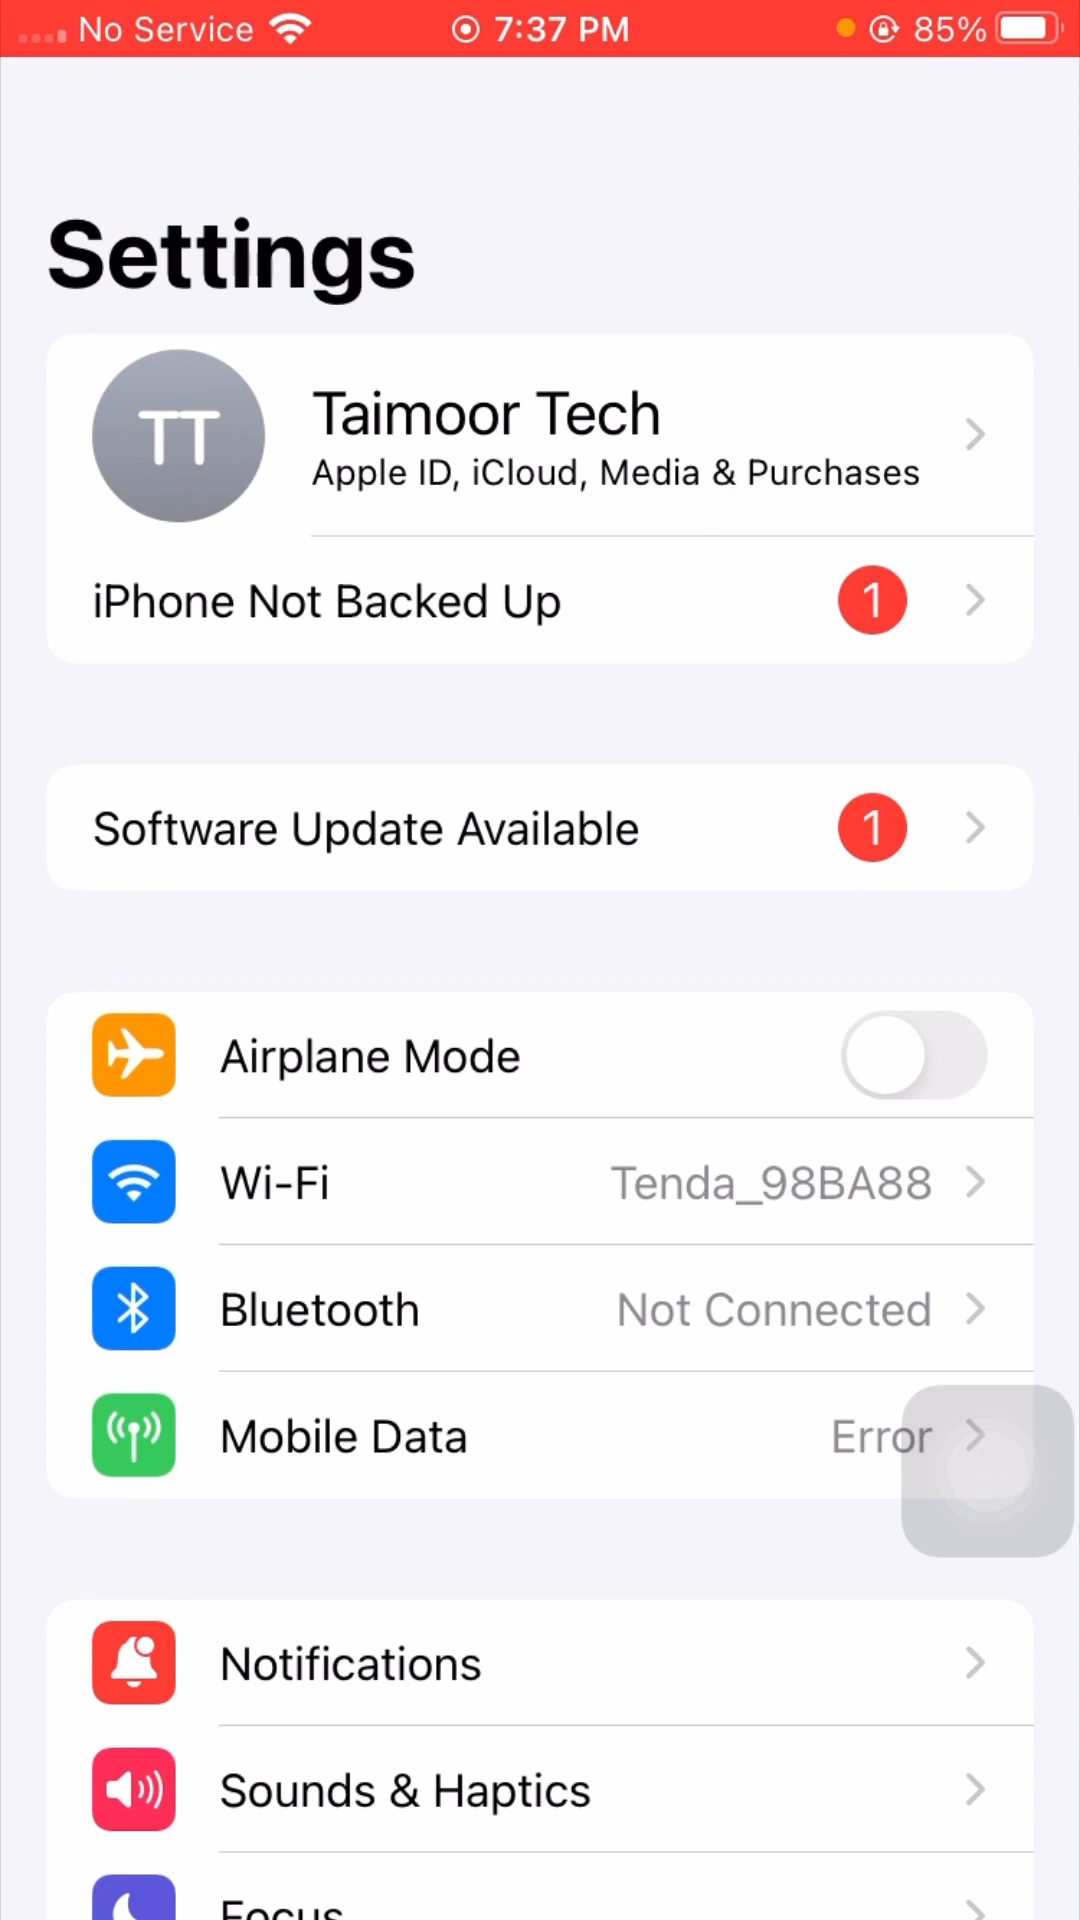 No Service 7:37 PM 85%
Settings
TT
Taimoor Tech
Apple ID, iCloud, Media & Purchases
iPhone Not Backed Up 1
Software Update Available 1
Airplane Mode
Wi-Fi Tenda_98BA88
Bluetooth Not Connected
Mobile Data Error
Notifications
Sounds & Haptics
Focus